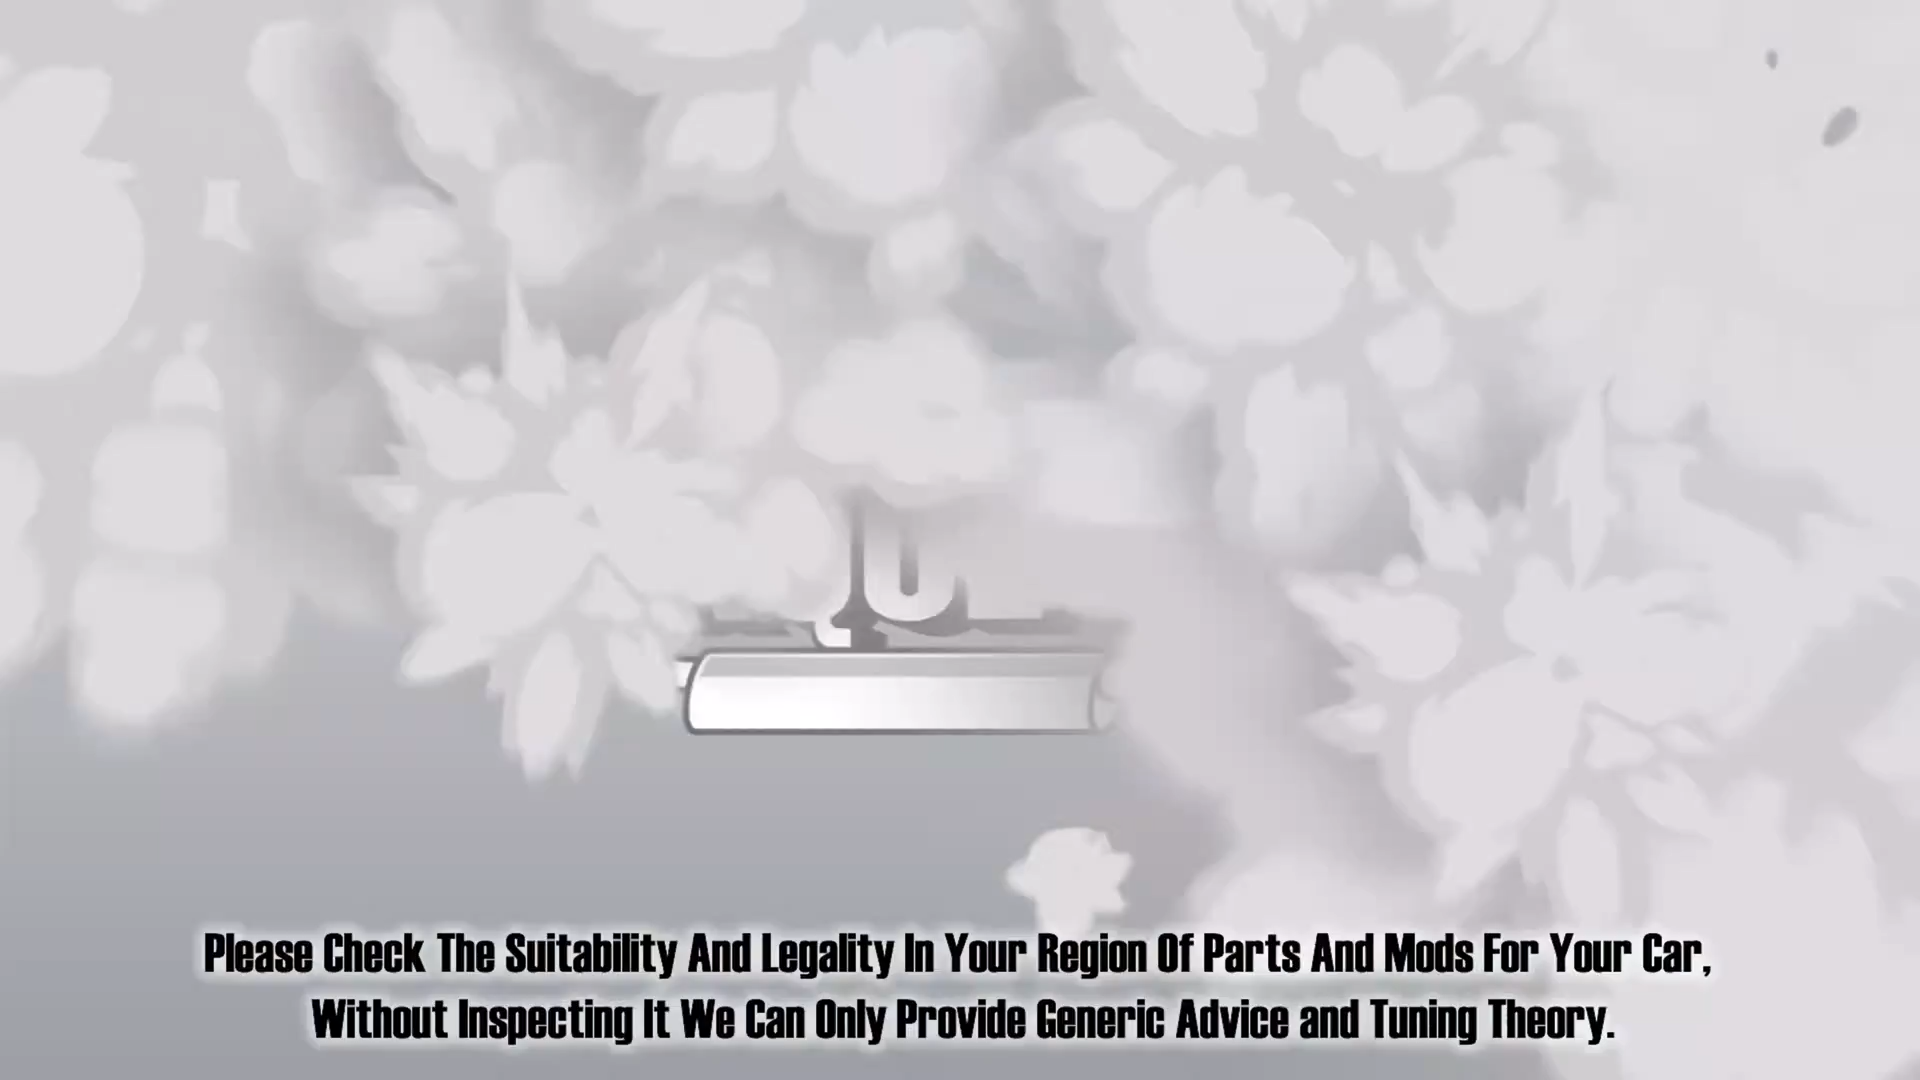 Please Check The Suitability And Legality In Your Region Of Parts And Mods For Your Car,
Without Inspecting It We Can Only Provide Generic Advice and Tuning Theory.